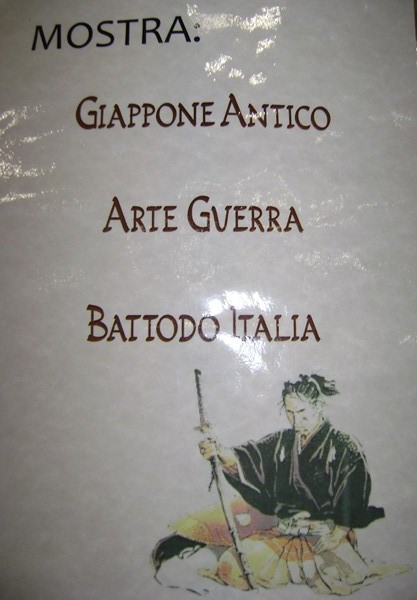 MOSTRA:
GIAPPONE ANTICO
ARTE GUERRA
BATTODO ITALIA